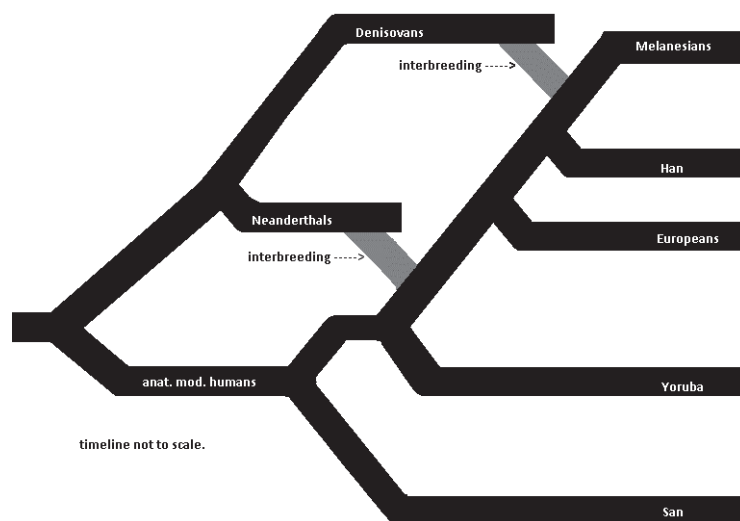 Denisovans
Melanesians
interbreeding ----->
Han
Neanderthals
Europeans
interbreeding ----->
anat. mod. humans
Yoruba
timeline not to scale.
San